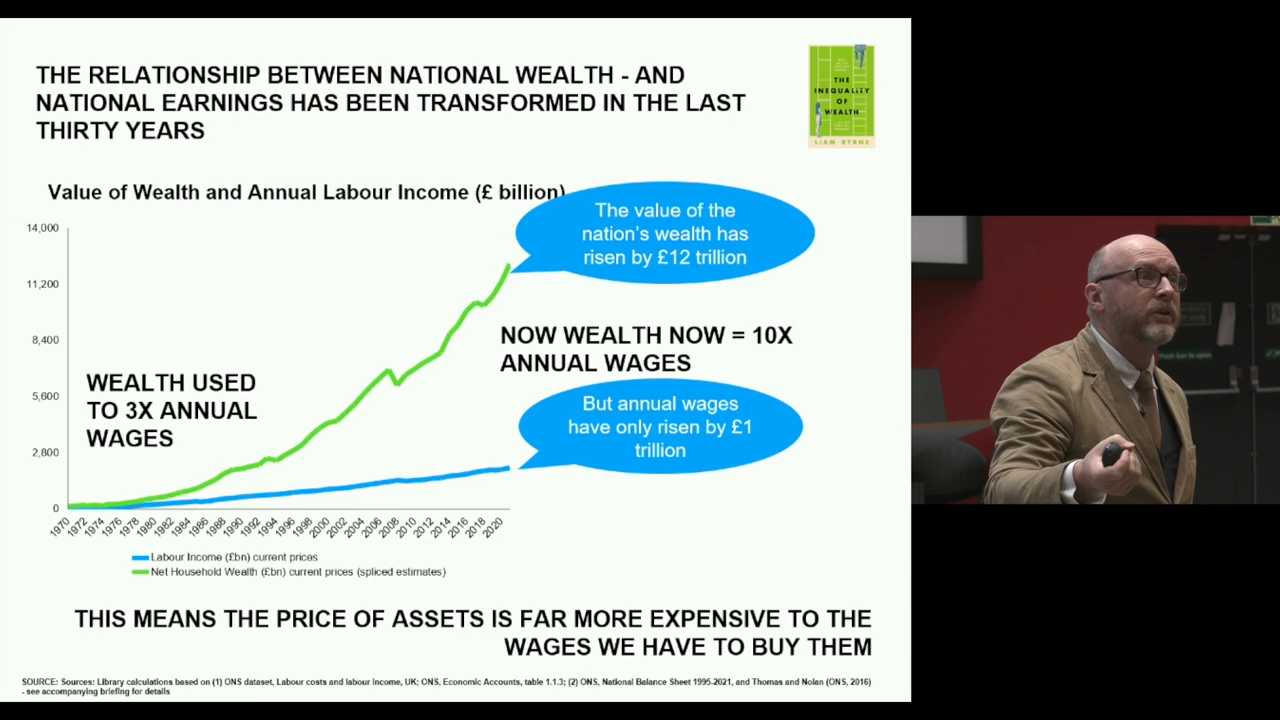 THE RELATIONSHIP BETWEEN NATIONAL WEALTH - AND
NATIONAL EARNINGS HAS BEEN TRANSFORMED IN THE LAST
THIRTY YEARS
THE
INEQUALITY
OF
WEALTH
LIAM BYRNE
Value of Wealth and Annual Labour Income (£ billion)
The value of the
nation's wealth has
risen by £12 trillion
14,000
11,200
8,400
5,600
2,800
0
WEALTH USED
TO 3X ANNUAL
WAGES
NOW WEALTH NOW = 10X
ANNUAL WAGES
But annual wages
have only risen by £1
trillion
1970
1972
1974
1976
1978
1980
1982
1984
1986
1988
1990
1992
1994
1996
1998
2000
2002
2004
2006
2008
2010
2012
2014
2016
2018
2020
Labour Income (£bn) current prices
Net Household Wealth (£bn) current prices (spliced estimates)
THIS MEANS THE PRICE OF ASSETS IS FAR MORE EXPENSIVE TO THE
WAGES WE HAVE TO BUY THEM
SOURCE: Sources: Library calculations based on (1) ONS dataset, Labour costs and labour income, UK; ONS, Economic Accounts, table 1.1.3; (2) ONS, National Balance Sheet 1995-2021, and Thomas and Nolan (ONS, 2016)
- see accompanying briefing for details
Push bar to open